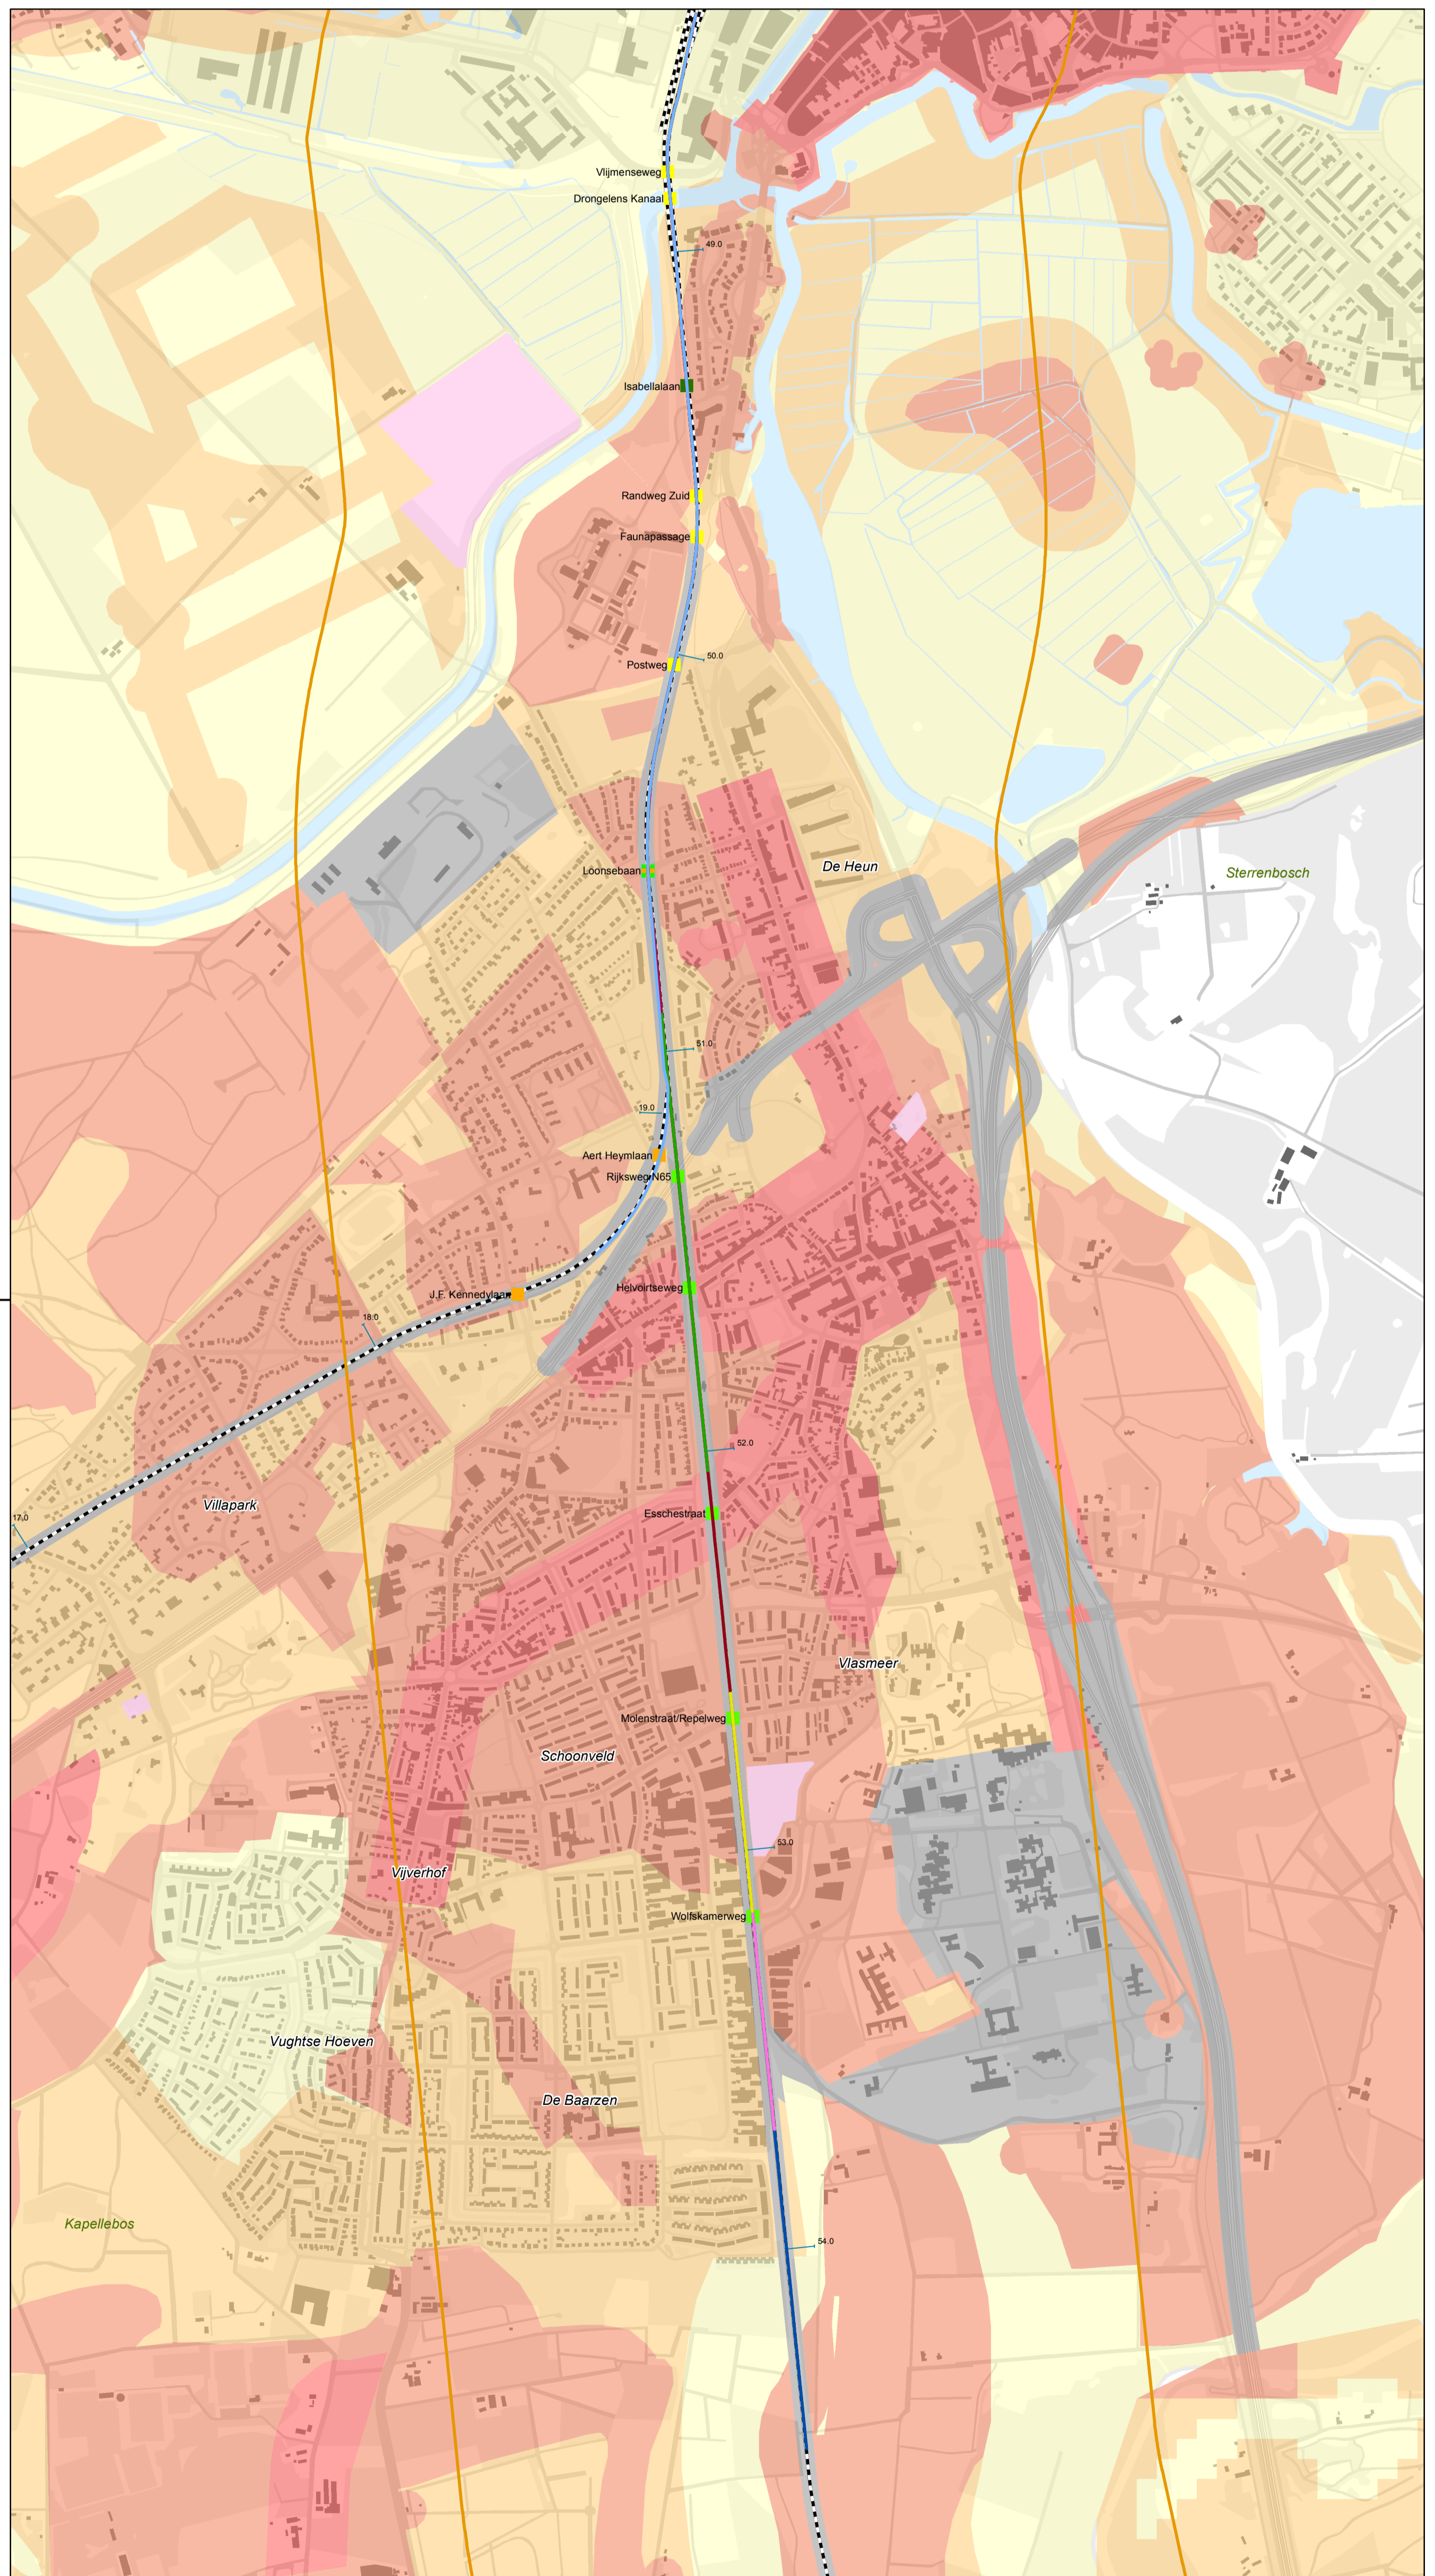 Vlijmenseweg
Drongelens Kanaal
49.0
Isabellalaan
Randweg Zuid
Faunapassage
50.0
Postweg
De Heun
Loonsebaan
Sterrenbosch
51.0
19.0
Aert Heymlaan
Rijksweg N65
Helvoirtseweg
J.F. Kennedylaan
18.0
52.0
Villapark
Esschestraat
17.0
Vlasmeer
Molenstraat/Repelweg
Schoonveld
53.0
Vijverhof
Wolfskamerweg
Vughtse Hoeven
De Baarzen
Kapellebos
54.0